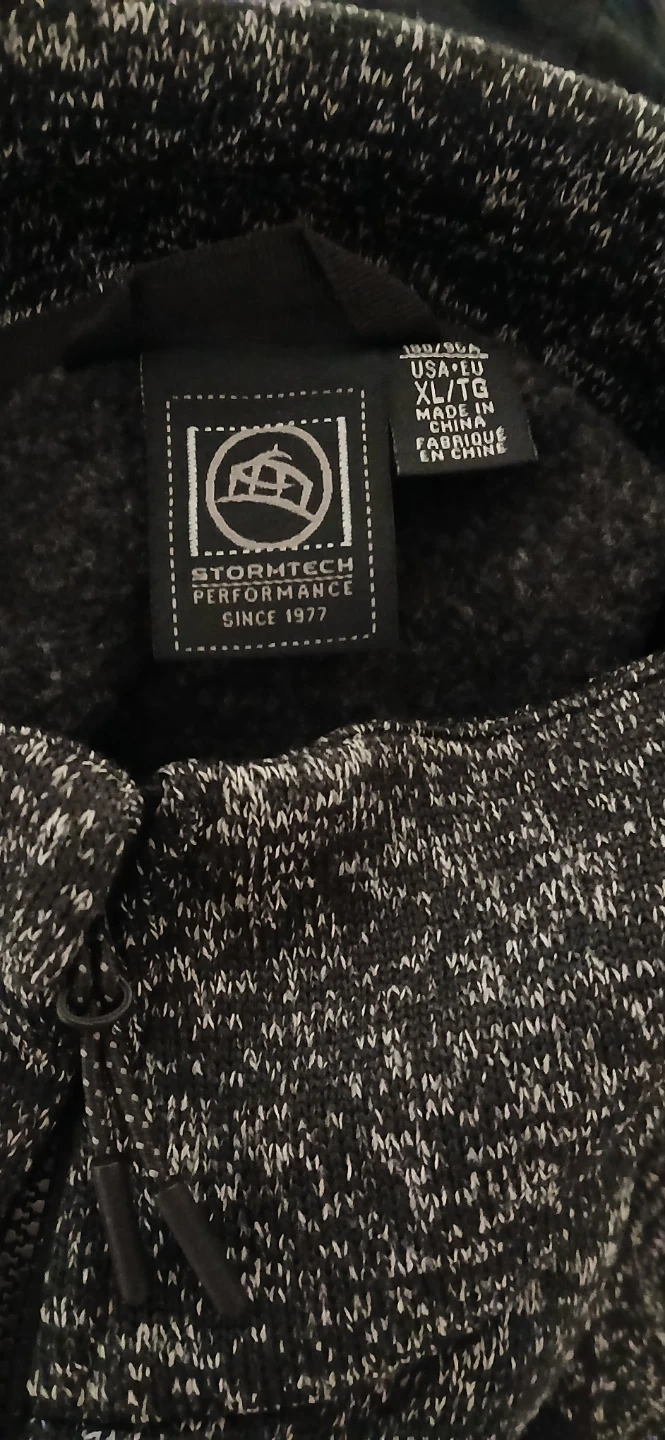 STORMTECH
PERFORMANCE
SINCE 1977
USA•EU
XL/TG
MADE IN
CHINA
FABRIQUÉ
EN CHINE